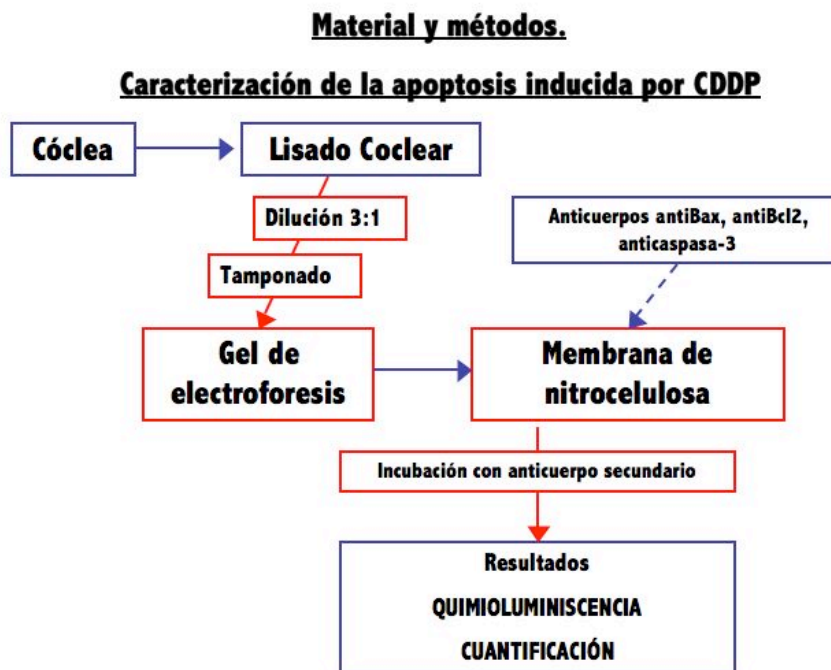 Material y métodos.
Caracterización de la apoptosis inducida por CDDP
Cóclea
Lisado Coclear
Dilución 3:1
Anticuerpos antiBax, antiBcl2,
anticaspasa-3
Tamponado
Gel de
electroforesis
Membrana de
nitrocelulosa
Incubación con anticuerpo secundario
Resultados
QUIMIOLUMINISCENCIA
CUANTIFICACIÓN